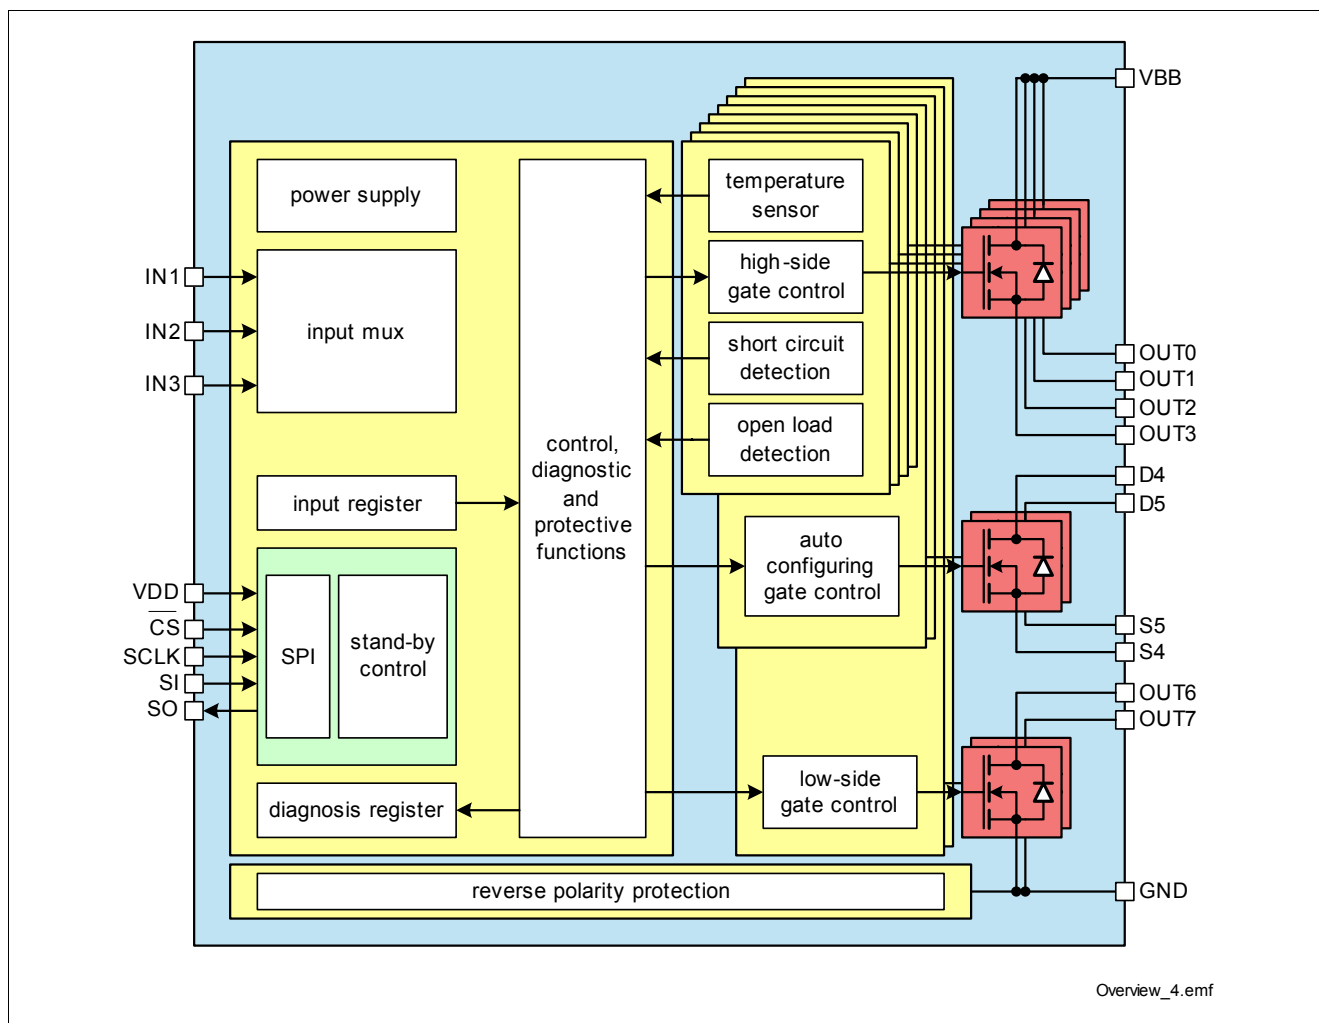 VBB
power supply
temperature
sensor
IN1
IN2
IN3
input mux
high-side
gate control
short circuit
detection
open load
detection
OUT0
OUT1
OUT2
OUT3
control,
diagnostic
and
protective
functions
input register
D4
D5
auto
configuring
gate control
VDD
CS
SCLK
SI
SO
SPI
stand-by
control
S5
S4
OUT6
OUT7
low-side
gate control
diagnosis register
reverse polarity protection
GND
Overview_4.emf